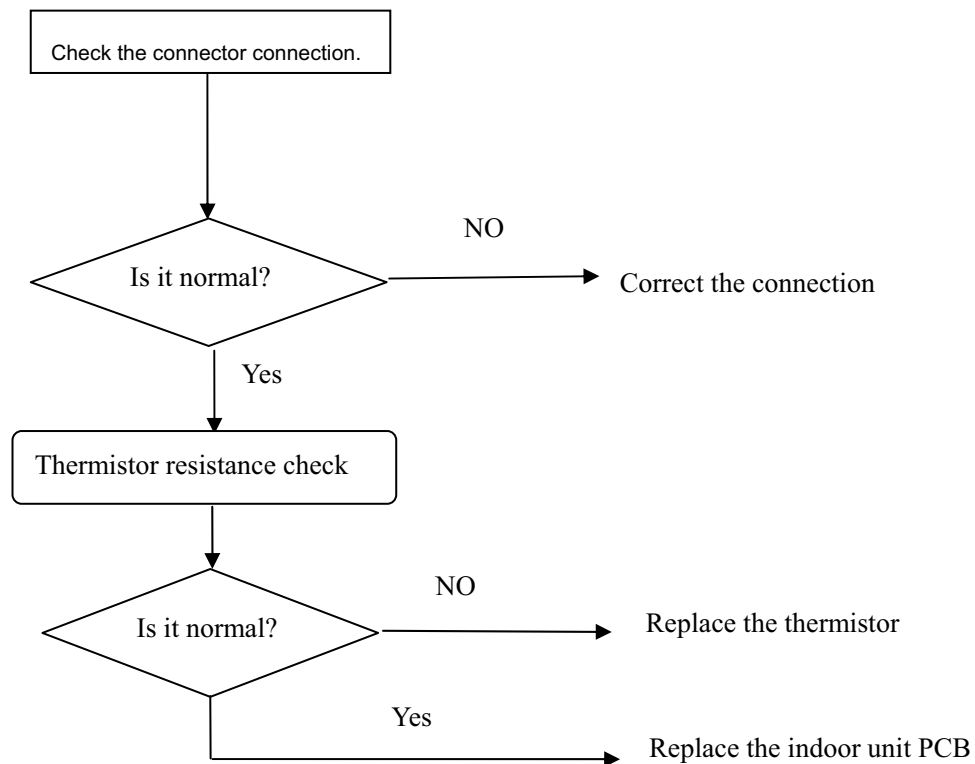 Check the connector connection.
NO
Is it normal?
Correct the connection
Yes
Thermistor resistance check
NO
Is it normal?
Replace the thermistor
Yes
Replace the indoor unit PCB